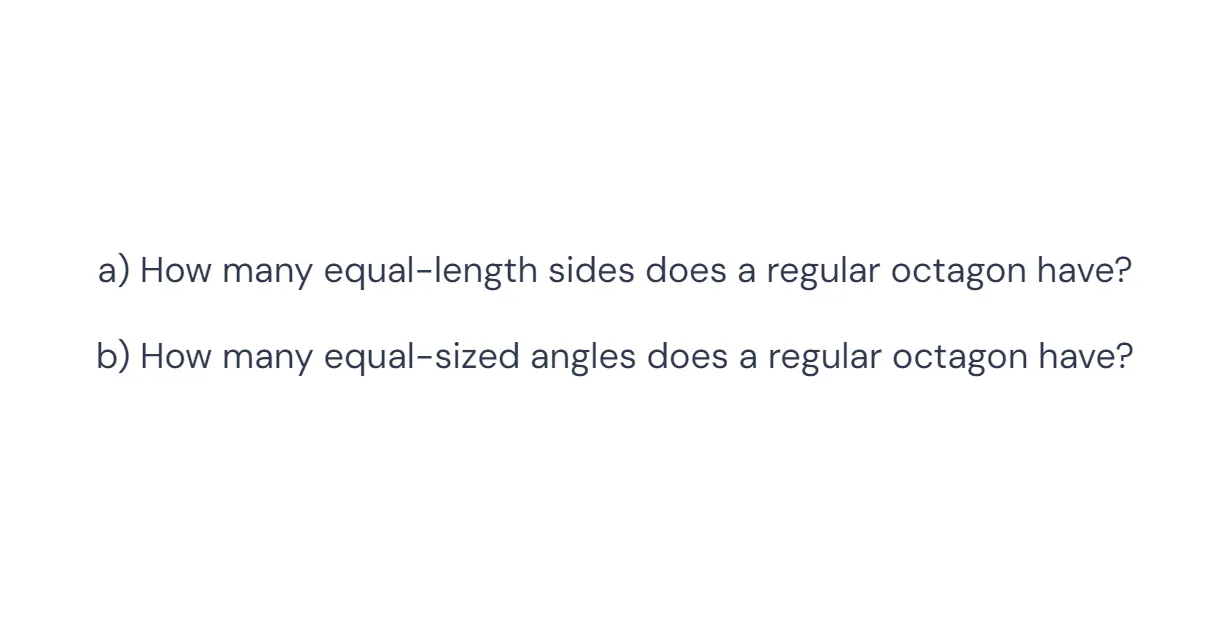 a) How many equal-length sides does a regular octagon have?
b) How many equal-sized angles does a regular octagon have?